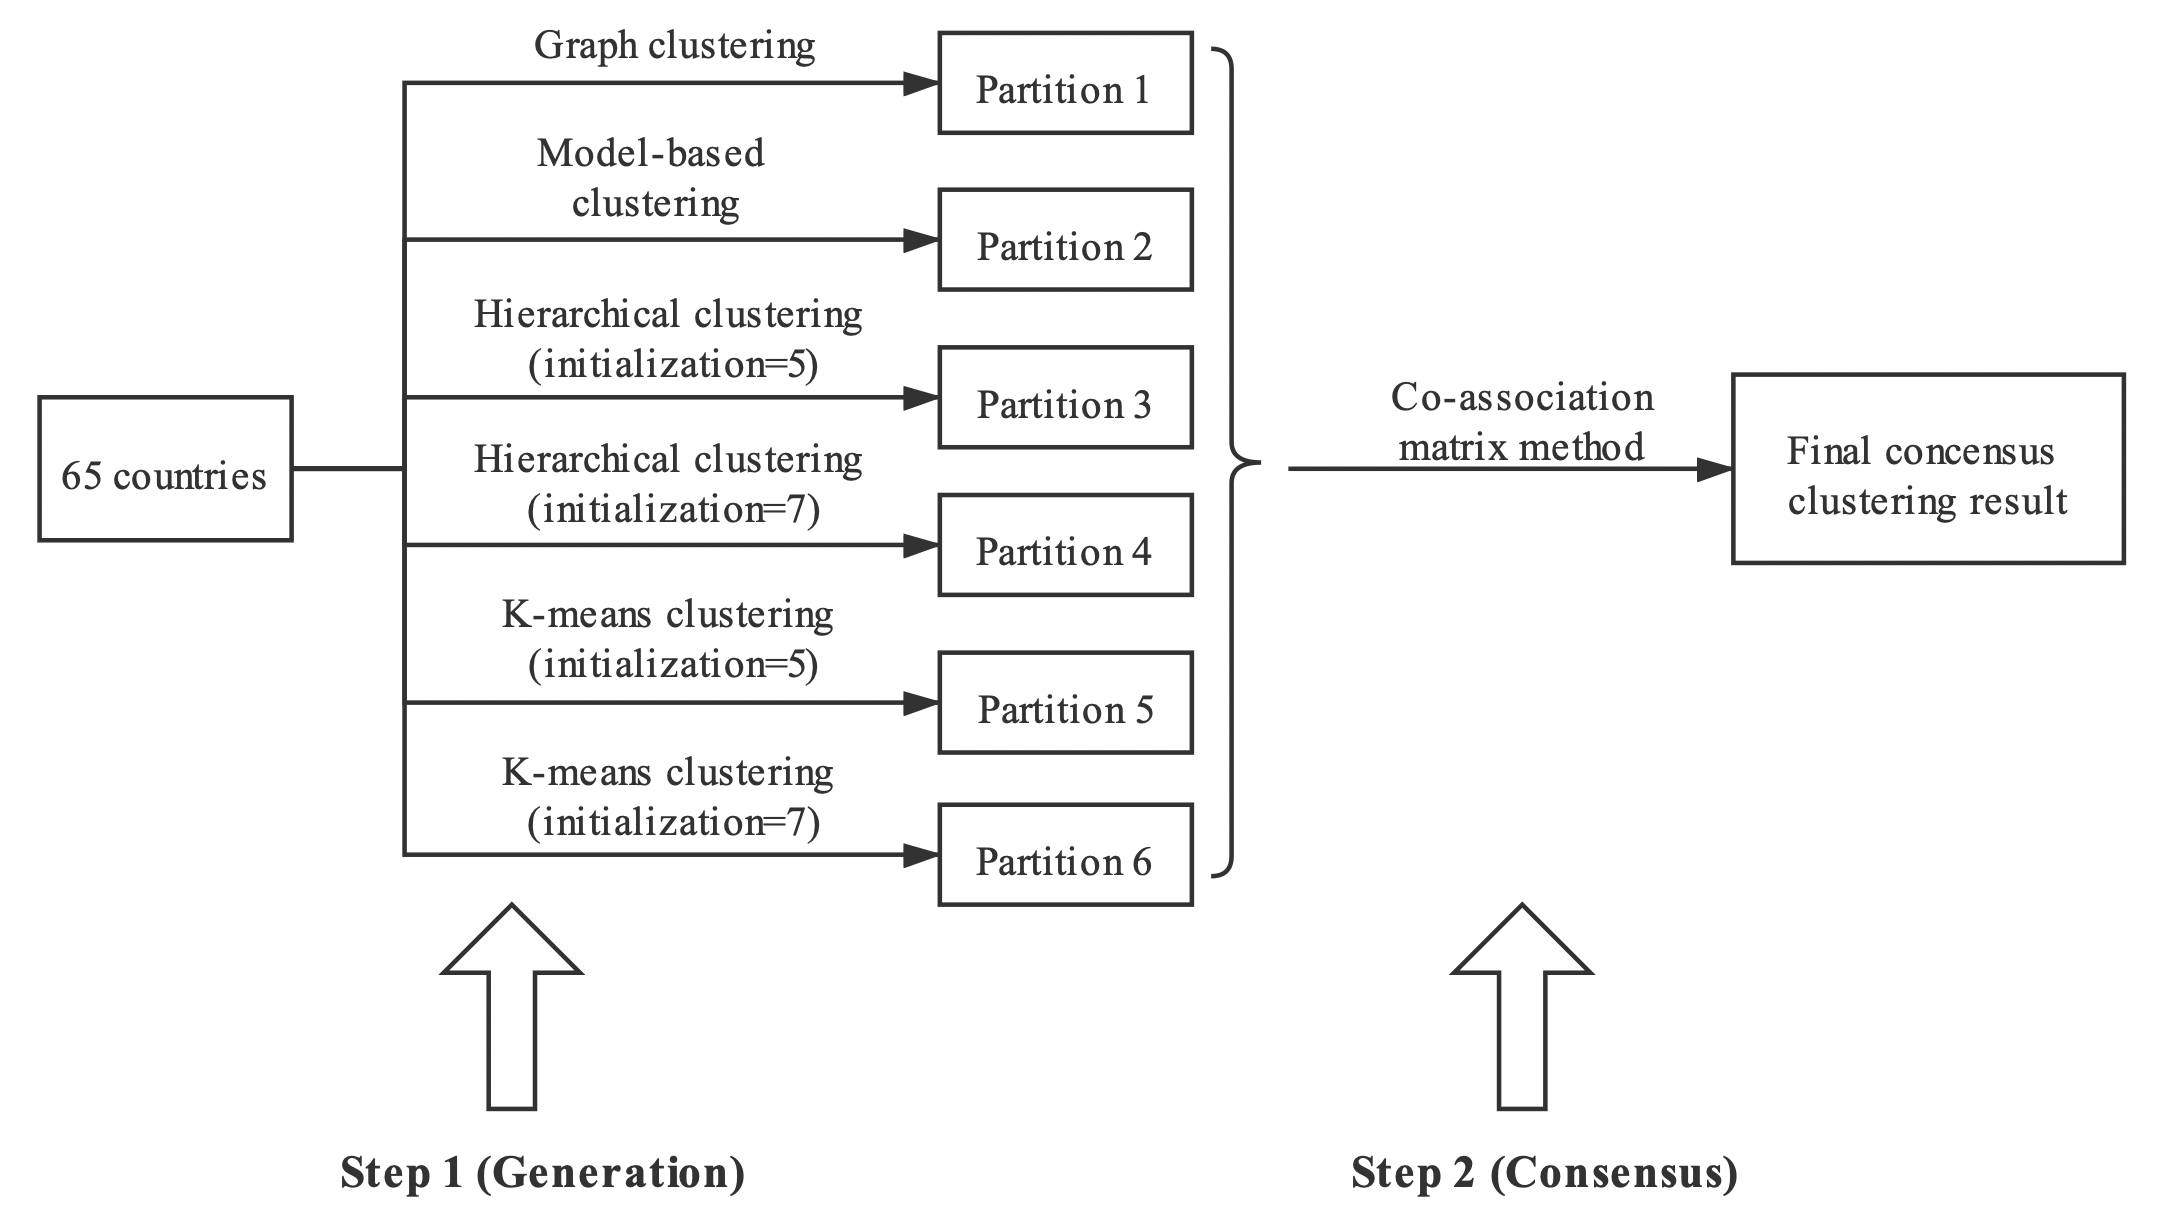 Graph clustering
Partition 1
Model-based
clustering
Partition 2
Hierarchical clustering
(initialization=5)
Partition 3
65 countries
Hierarchical clustering
(initialization=7)
Partition 4
K-means clustering
(initialization=5)
Partition 5
K-means clustering
(initialization=7)
Partition 6
Co-association
matrix method
Final concensus
clustering result
Step 1 (Generation)
Step 2 (Consensus)